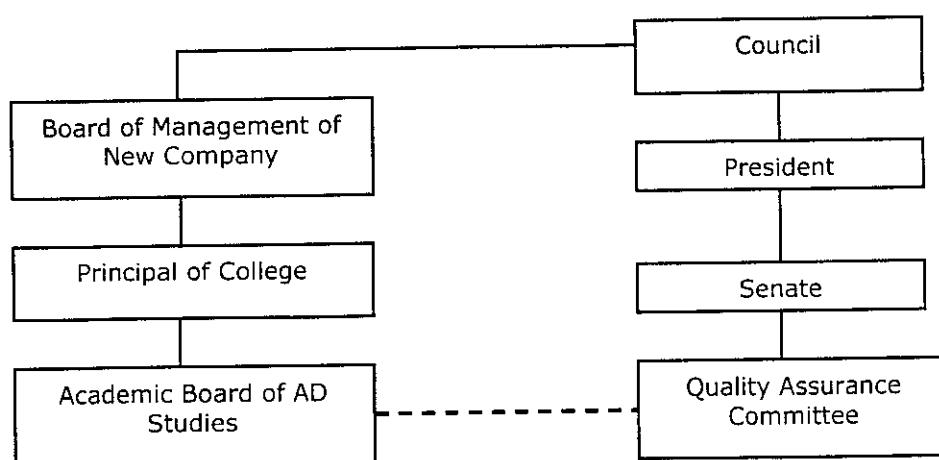 Council
Board of Management of
New Company
President
Principal of College
Senate
Academic Board of AD
Studies
Quality Assurance
Committee